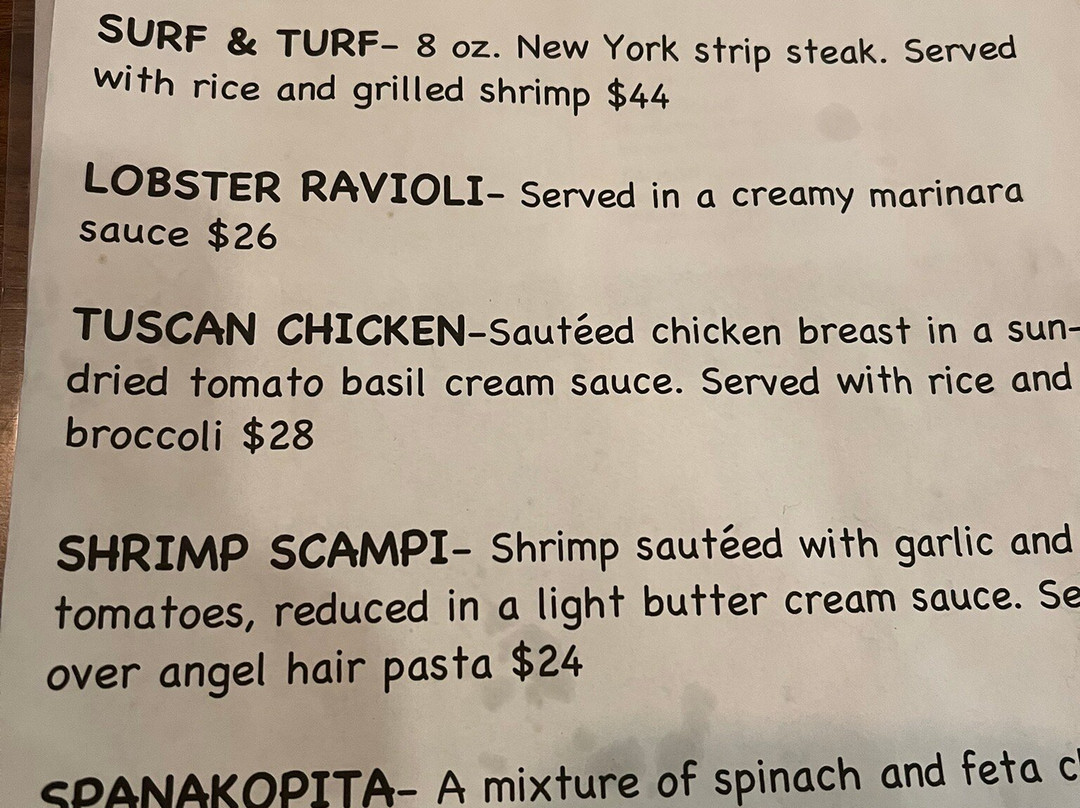 SURF & TURF- 8 oz. New York strip steak. Served
with rice and grilled shrimp $44
LOBSTER RAVIOLI- Served in a creamy marinara
sauce $26
TUSCAN CHICKEN-Sautéed chicken breast in a sun-
dried tomato basil cream sauce. Served with rice and
broccoli $28
SHRIMP SCAMPI- Shrimp sautéed with garlic and
tomatoes, reduced in a light butter cream sauce. Se
over angel hair pasta $24
SPANAKOPITA- A mixture of spinach and feta